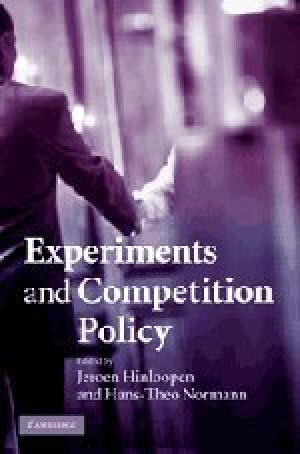 Experiments
and Competition
Policy
Edited by
Jeroen Hinloopen
and Hans-Theo Normann
CAMBRIDGE